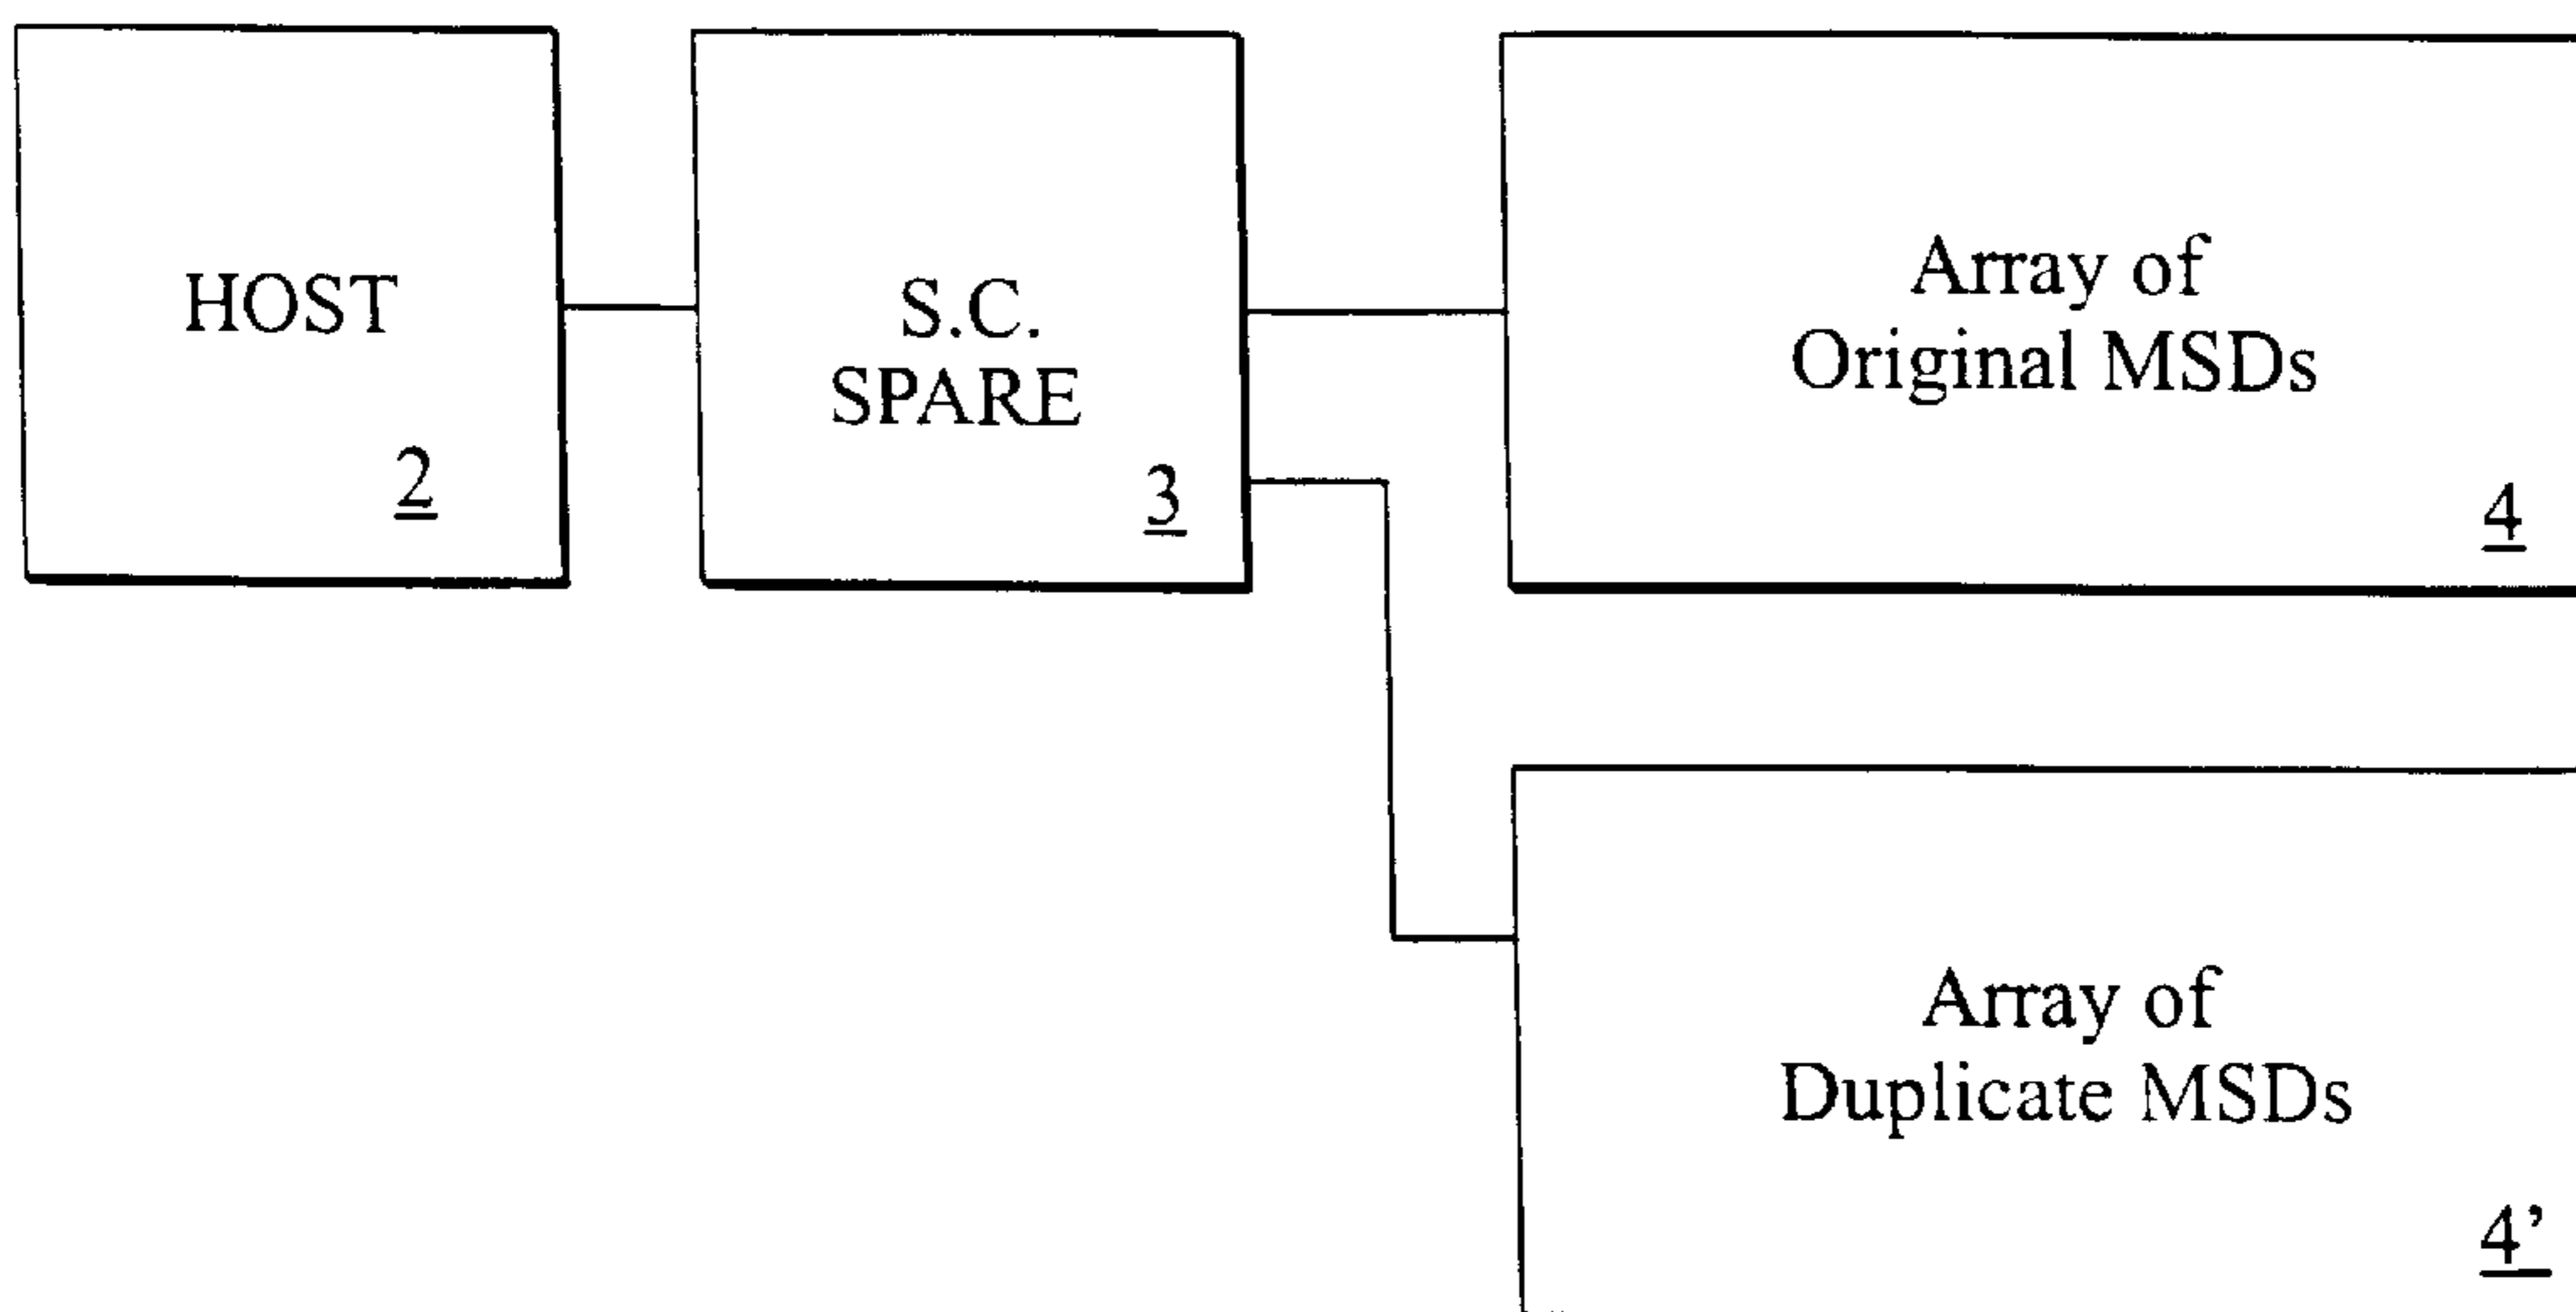 HOST
2
S.C.
SPARE
3
Array of
Original MSDs
4
Array of
Duplicate MSDs
4’